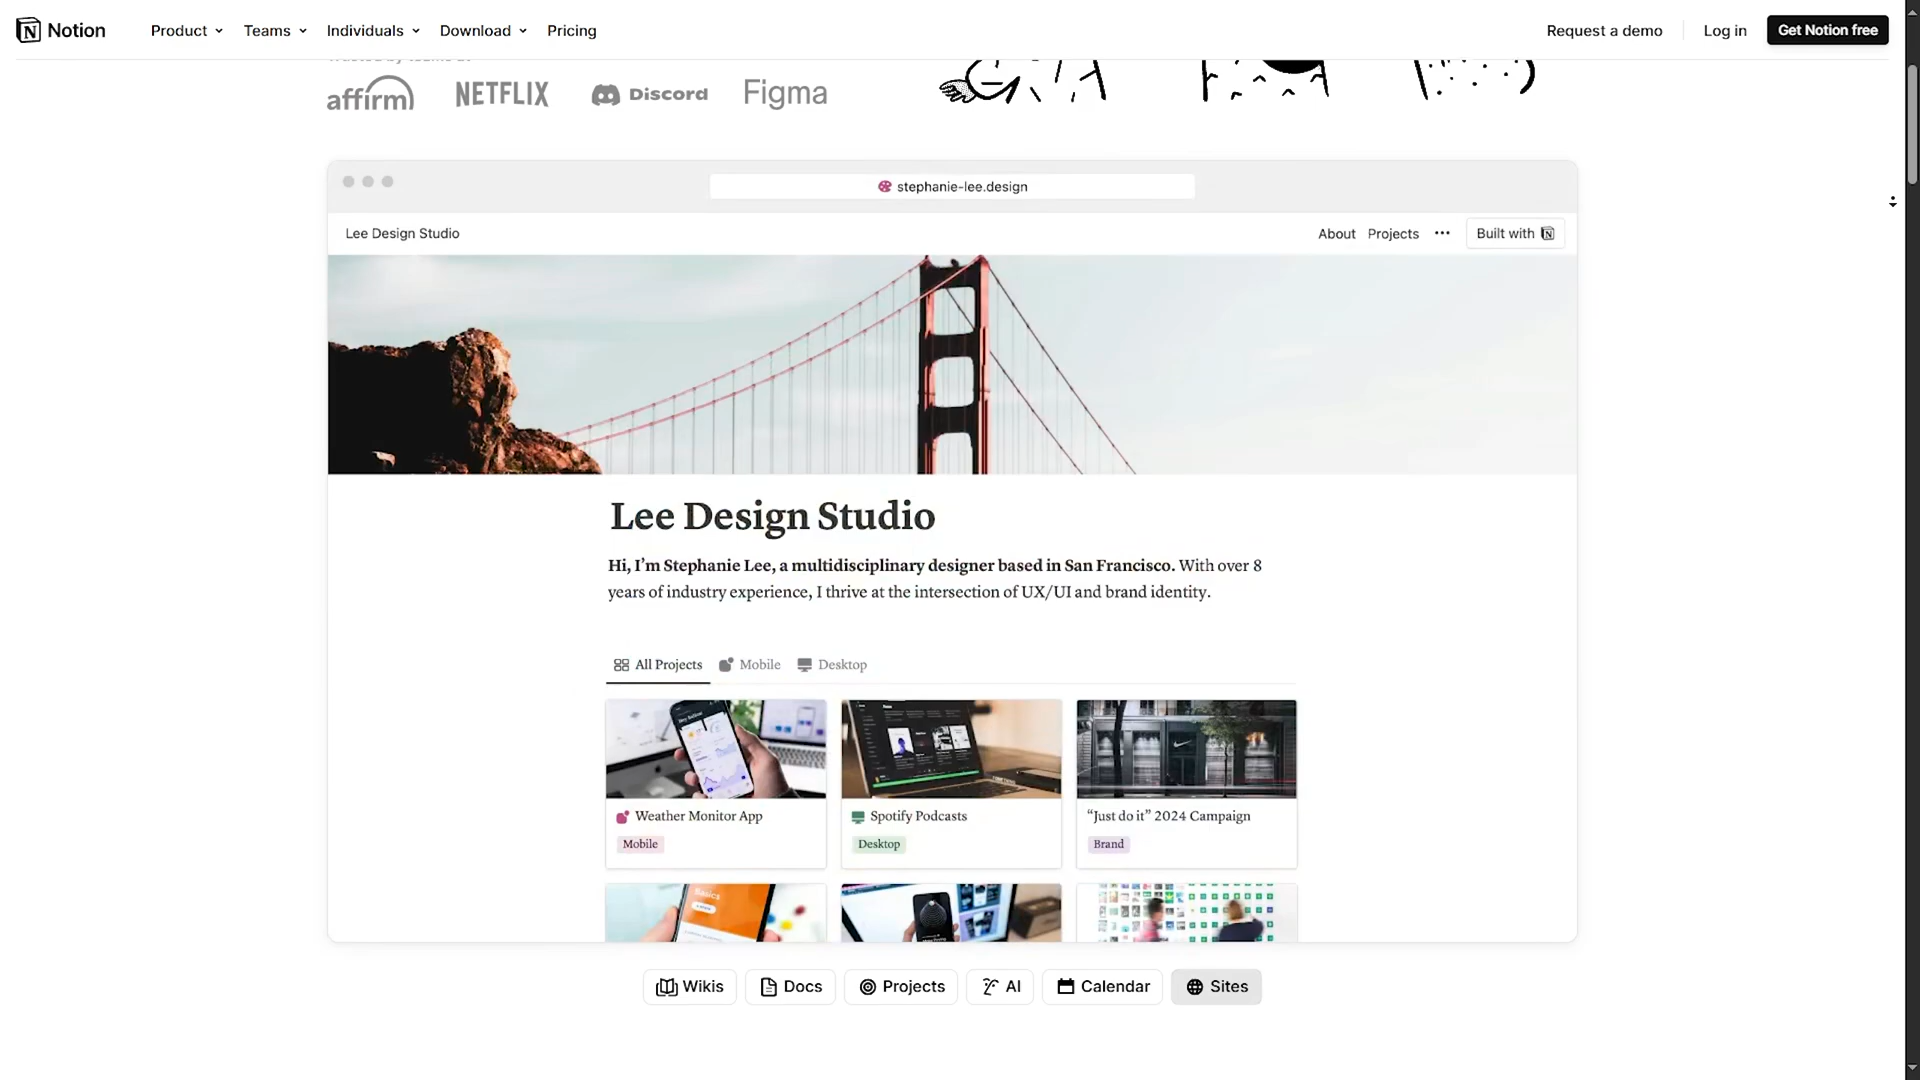 Notion
Product
Teams
Individuals
Download
Pricing
Request a demo
Log in
Get Notion free
affirm
NETFLIX
Discord
Figma
stephanie-lee.design
Lee Design Studio
About
Projects
Built with
Lee Design Studio
Hi, I'm Stephanie Lee, a multidisciplinary designer based in San Francisco. With over 8
years of industry experience, I thrive at the intersection of UX/UI and brand identity.
All Projects
Mobile
Desktop
Weather Monitor App
Mobile
Spotify Podcasts
Desktop
“Just do it” 2024 Campaign
Brand
Basics
Wikis
Docs
Projects
AI
Calendar
Sites